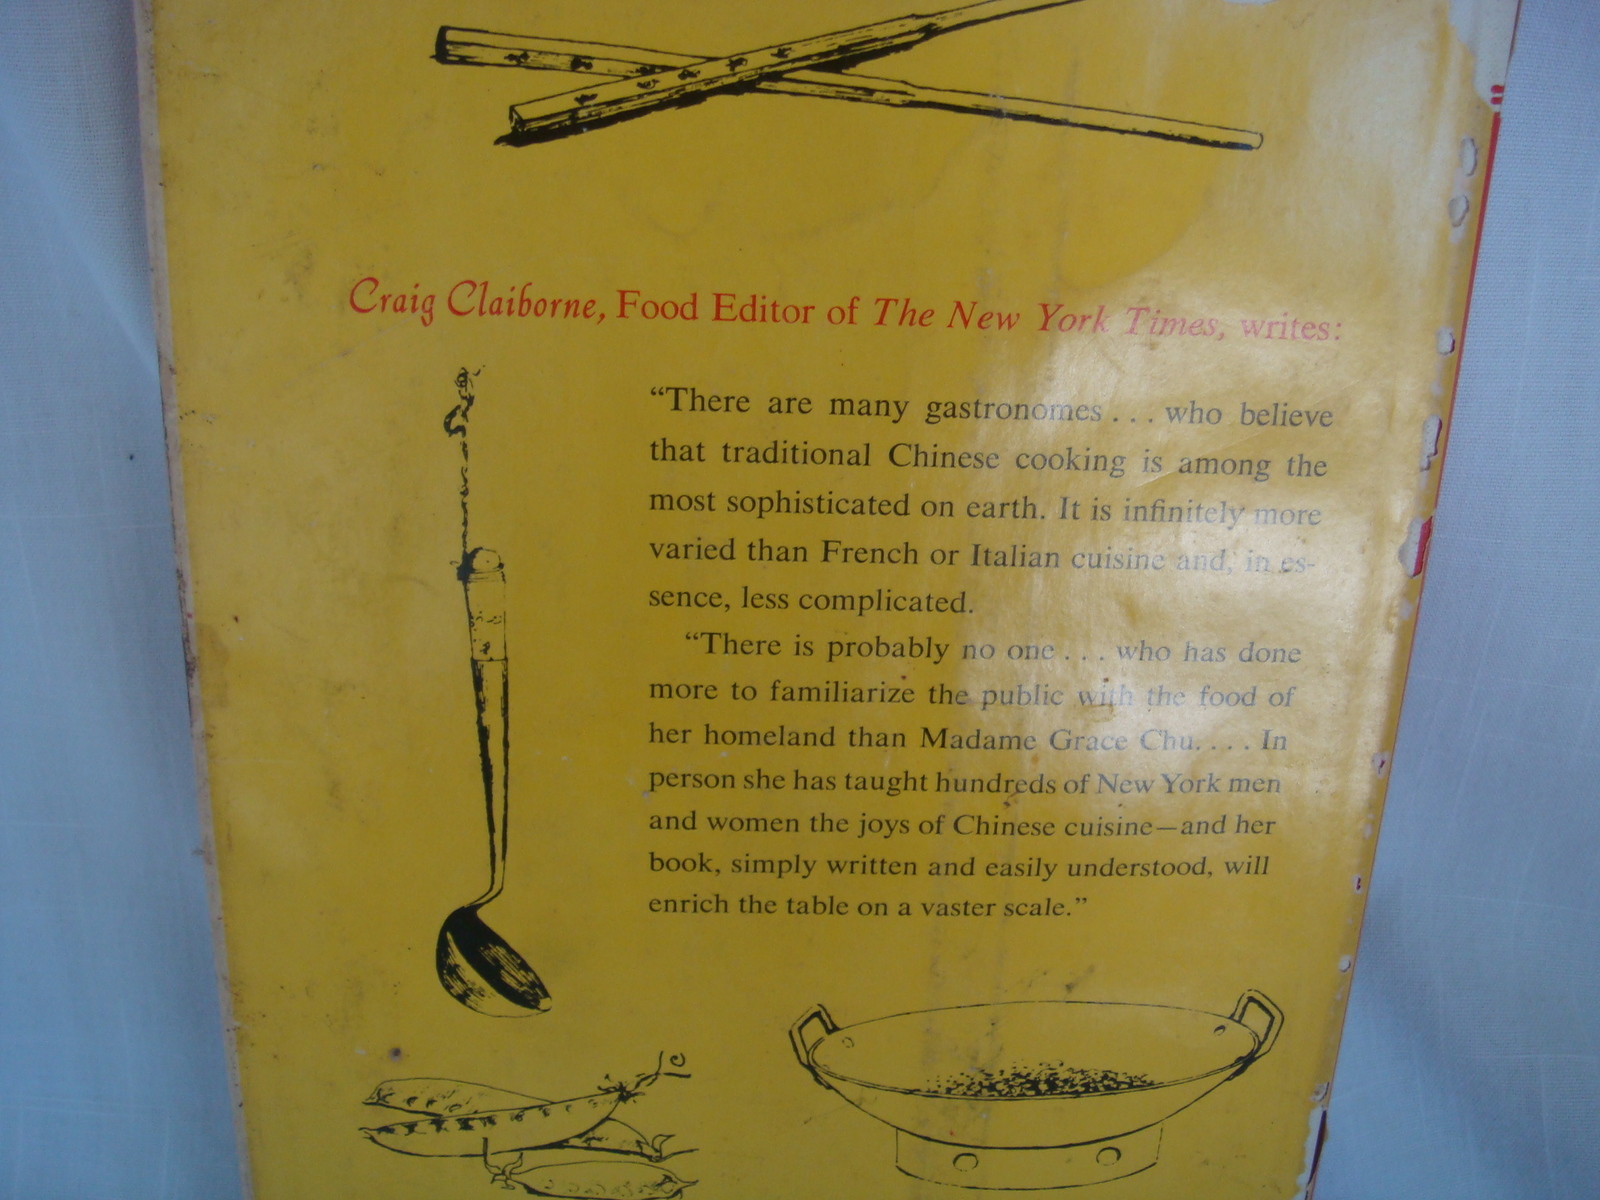 Craig Claiborne, Food Editor of The New York Times, writes:
“There are many gastronomes . . . who believe
that traditional Chinese cooking is among the
most sophisticated on earth. It is infinitely more
varied than French or Italian cuisine and, in es-
sence, less complicated.
“There is probably no one . . . who has done
more to familiarize the public with the food of
her homeland than Madame Grace Chu. . . . In
person she has taught hundreds of New York men
and women the joys of Chinese cuisine—and her
book, simply written and easily understood, will
enrich the table on a vaster scale.”